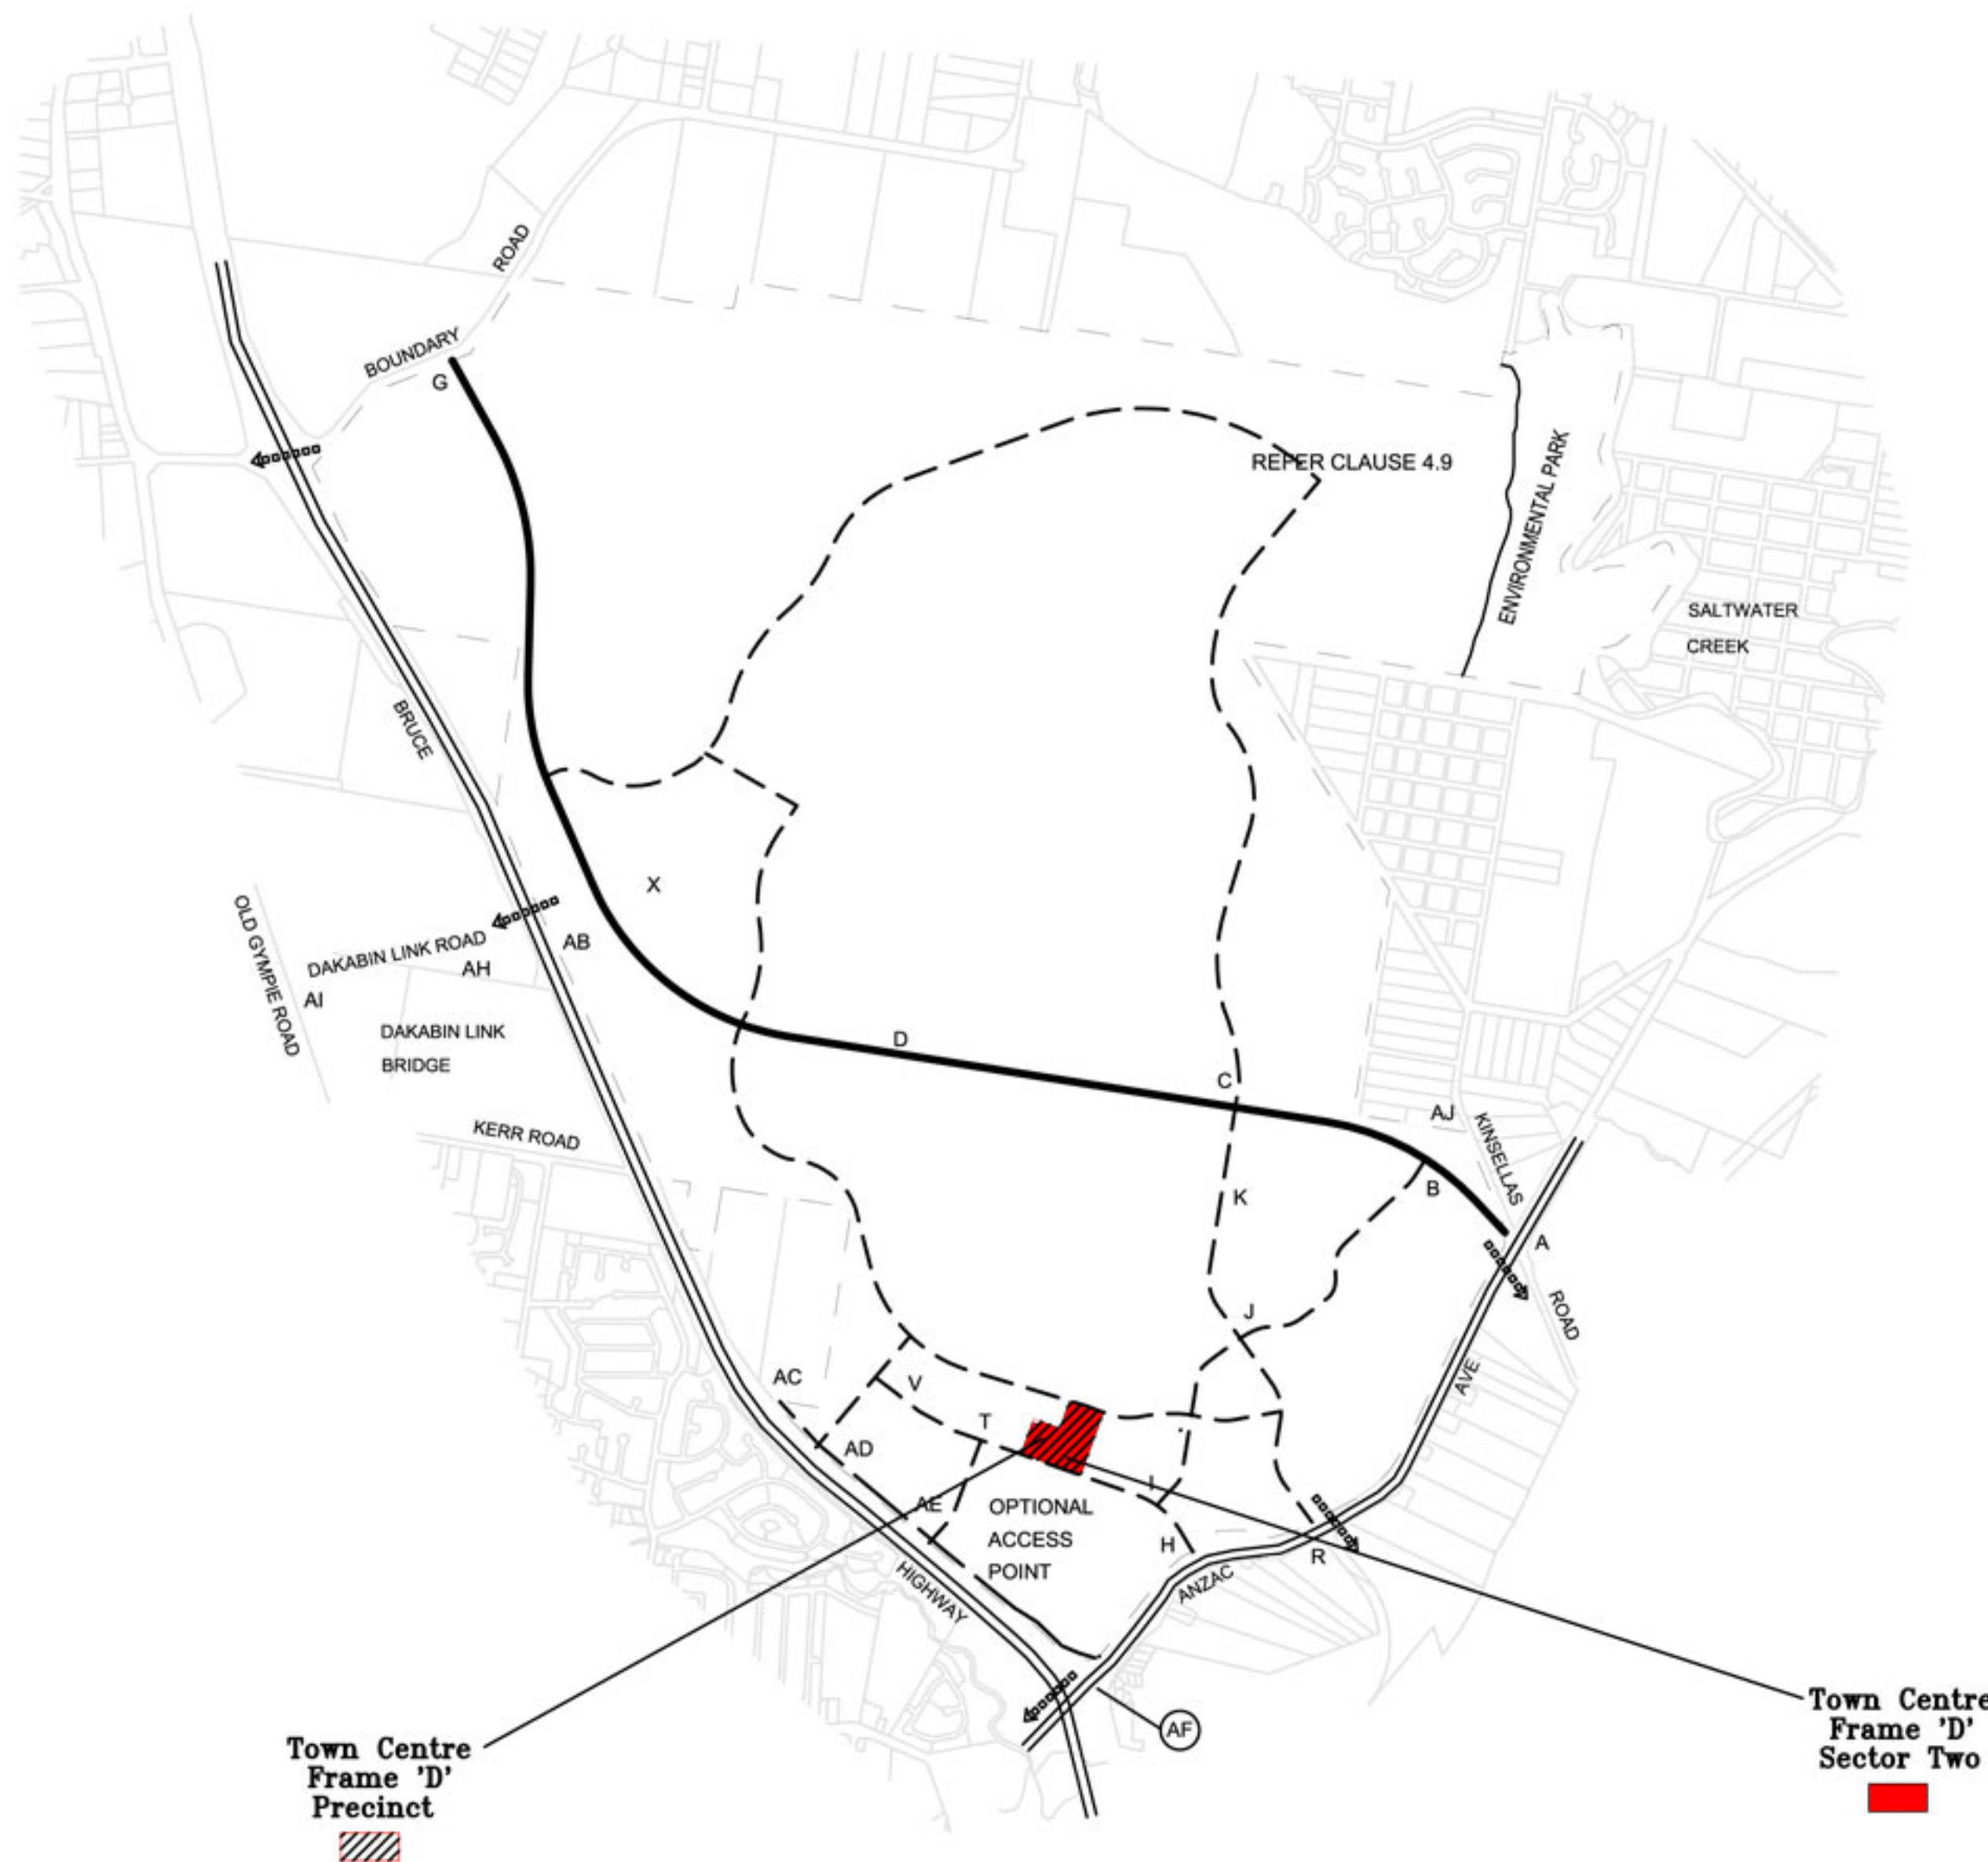 ROAD
BOUNDARY
G
REFER CLAUSE 4.9
ENVIRONMENTAL PARK
SALTWATER
CREEK
BRUCE
X
OLD GYMPIE ROAD
DAKABIN LINK ROAD
AB
AH
AI
DAKABIN LINK
BRIDGE
D
C
AJ
KINSELLAS
KERR ROAD
K
B
A
ROAD
J
AVE
AC
V
T
AD
I
AE
OPTIONAL
ACCESS
POINT
H
R
ANZAC
HIGHWAY
AF
Town Centre
Frame 'D'
Sector Two
Town Centre
Frame 'D'
Precinct